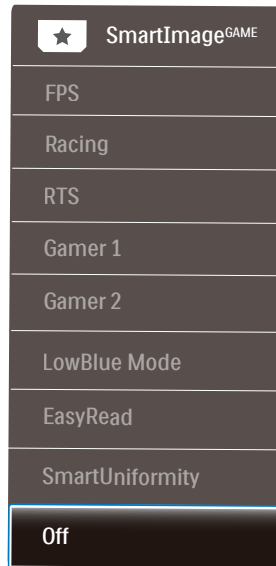 SmartImageGAME
FPS
Racing
RTS
Gamer 1
Gamer 2
LowBlue Mode
EasyRead
SmartUniformity
Off